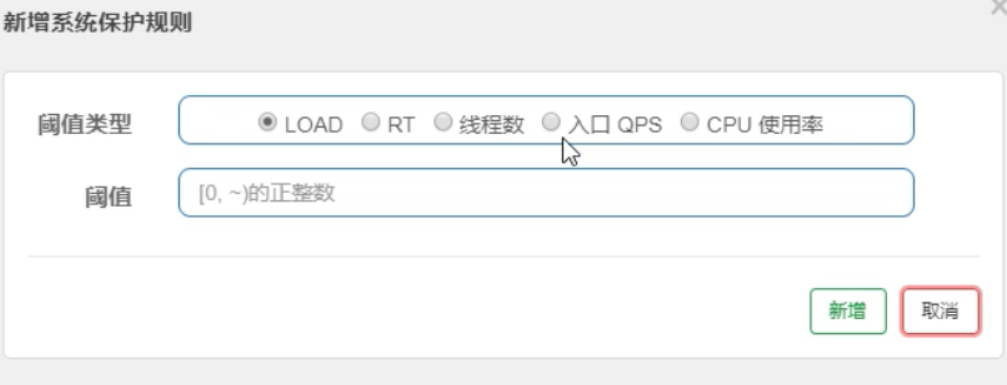 新增系统保护规则
阈值类型 LOAD RT 线程数 入口 QPS CPU 使用率
阈值 [0, ~)的正整数
新增 取消